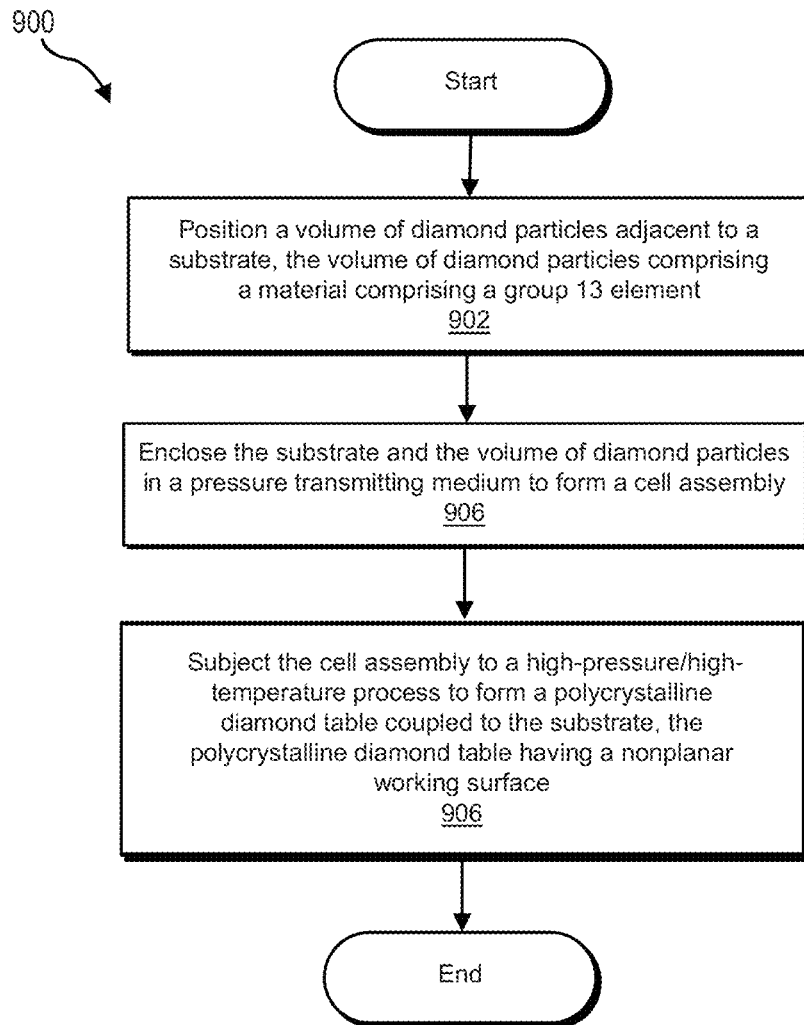 900
Start
Position a volume of diamond particles adjacent to a
substrate, the volume of diamond particles comprising
a material comprising a group 13 element
902
Enclose the substrate and the volume of diamond particles
in a pressure transmitting medium to form a cell assembly
906
Subject the cell assembly to a high-pressure/high-
temperature process to form a polycrystalline
diamond table coupled to the substrate, the
polycrystalline diamond table having a nonplanar
working surface
906
End